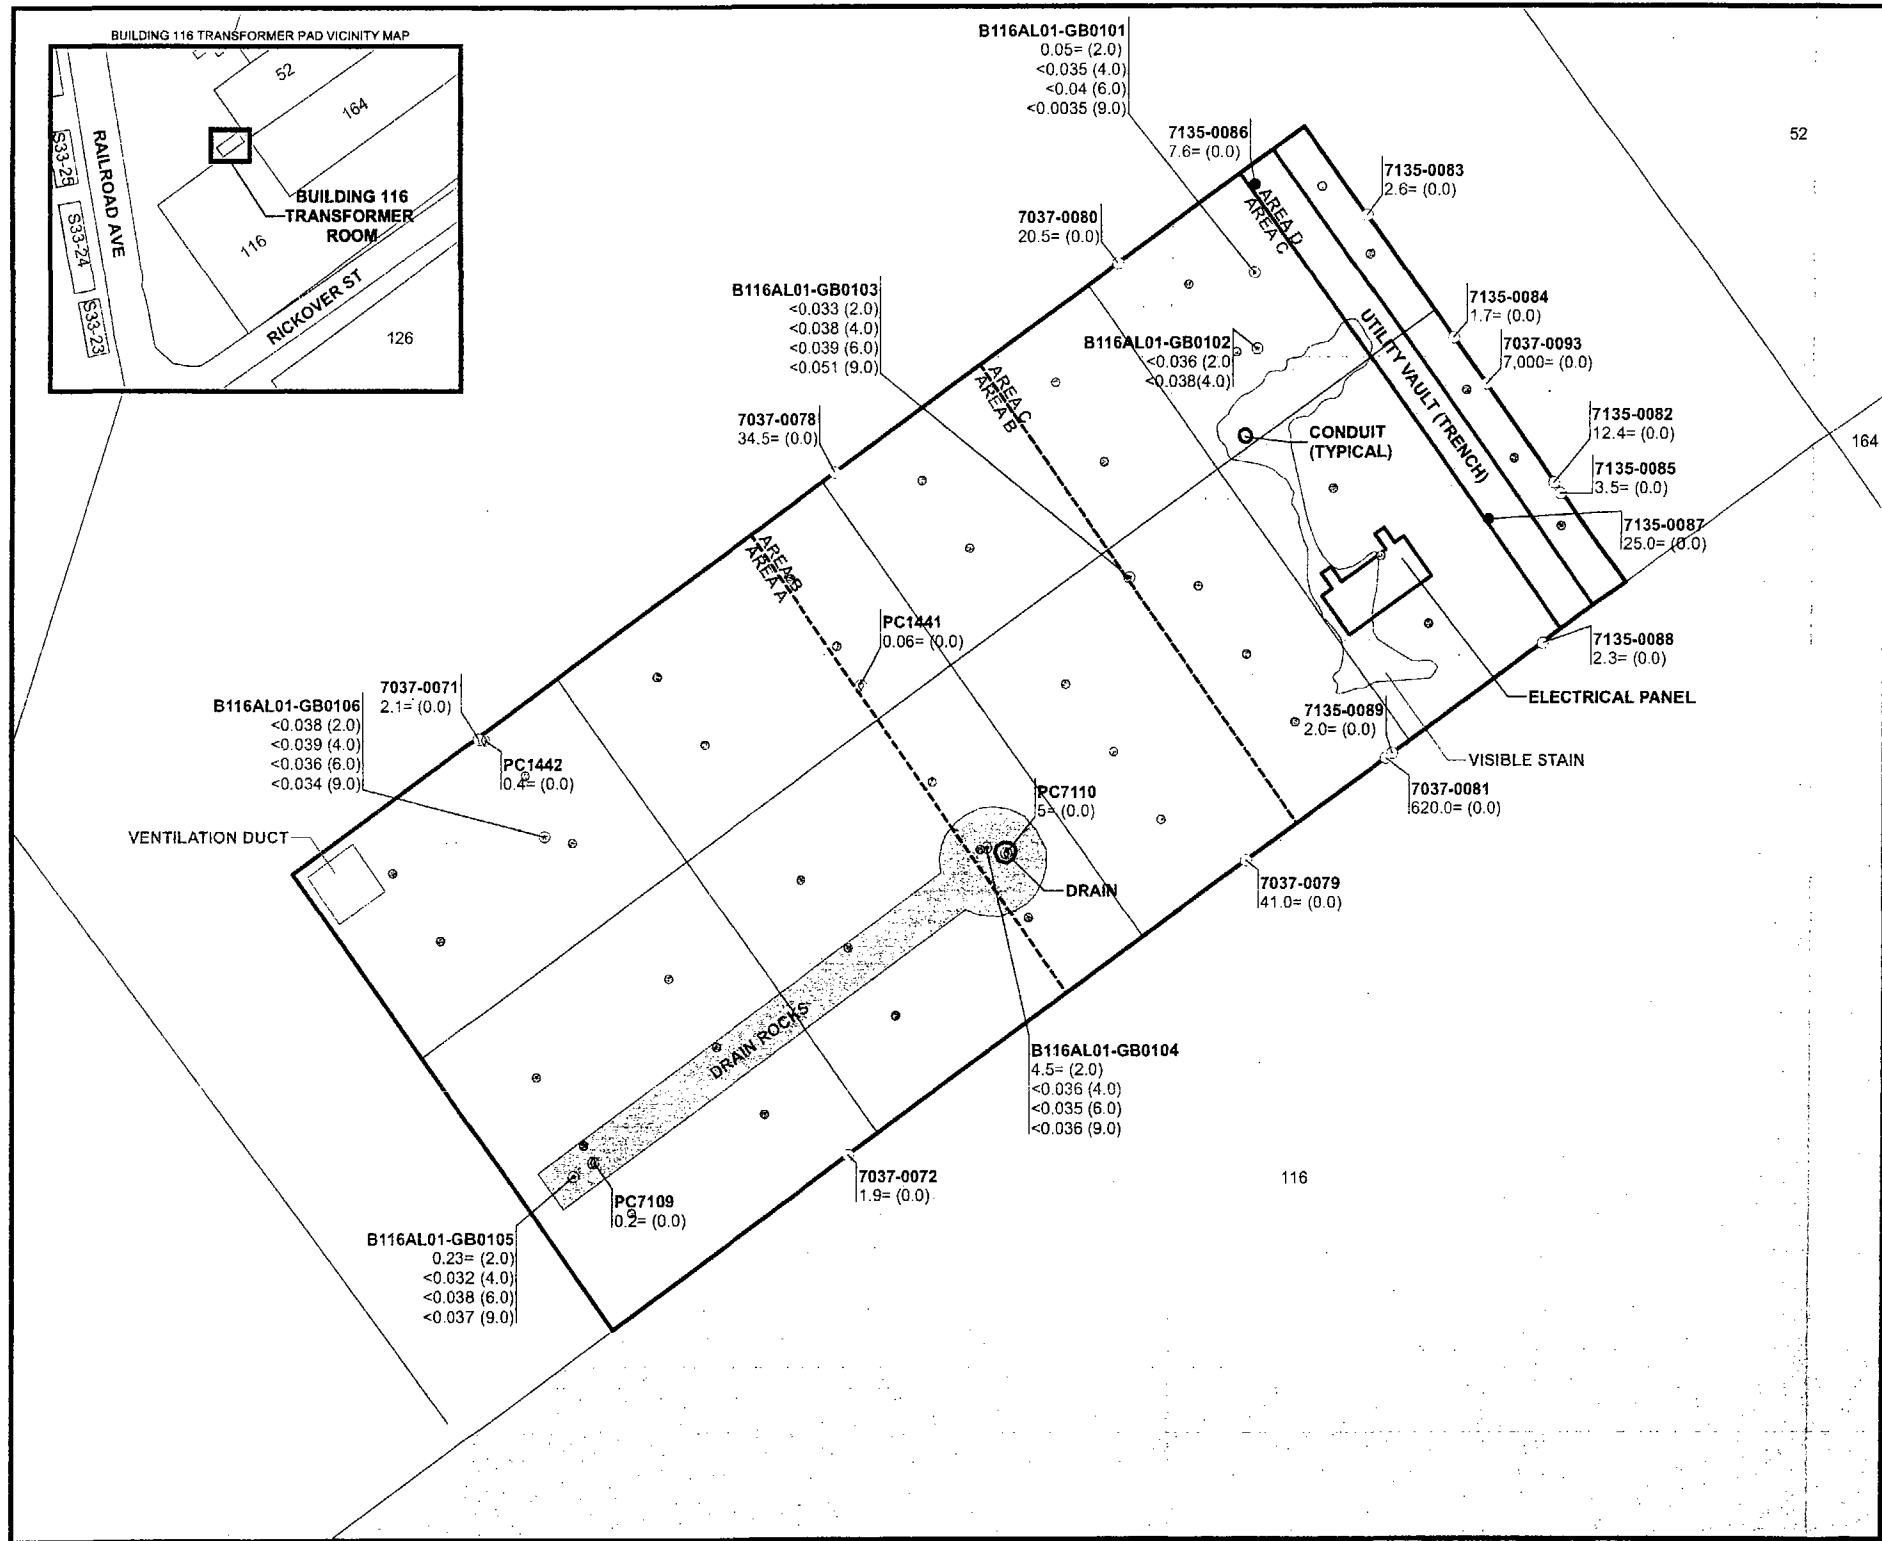 BUILDING 116 TRANSFORMER PAD VICINITY MAP
52
164
116
126
S33-25
S33-24
S33-23
RAILROAD AVE
RICKOVER ST
BUILDING 116
TRANSFORMER
ROOM
B116AL01-GB0101
0.05= (2.0)
<0.035 (4.0)
<0.04 (6.0)
<0.0035 (9.0)
7135-0086
7.6= (0.0)
52
7135-0083
2.6= (0.0)
7037-0080
20.5= (0.0)
AREA D
AREA C
B116AL01-GB0103
<0.033 (2.0)
<0.038 (4.0)
<0.039 (6.0)
<0.051 (9.0)
7135-0084
1.7= (0.0)
B116AL01-GB0102
<0.036 (2.0
<0.038(4.0)
7037-0093
7,000= (0.0)
UTILITY VAULT (TRENCH)
AREA C
AREA B
7037-0078
34.5= (0.0)
7135-0082
12.4= (0.0)
CONDUIT
(TYPICAL)
164
7135-0085
3.5= (0.0)
7135-0087
25.0= (0.0)
AREA B
AREA A
PC1441
0.06= (0.0)
7135-0088
2.3= (0.0)
7037-0071
2.1= (0.0)
B116AL01-GB0106
<0.038 (2.0)
<0.039 (4.0)
<0.036 (6.0)
<0.034 (9.0)
ELECTRICAL PANEL
7135-0089
2.0= (0.0)
PC1442
0.4= (0.0)
VISIBLE STAIN
PC7110
5= (0.0)
7037-0081
620.0= (0.0)
VENTILATION DUCT
DRAIN
7037-0079
41.0= (0.0)
DRAIN ROCKS
B116AL01-GB0104
4.5= (2.0)
<0.036 (4.0)
<0.035 (6.0)
<0.036 (9.0)
7037-0072
1.9= (0.0)
116
PC7109
0.2= (0.0)
B116AL01-GB0105
0.23= (2.0)
<0.032 (4.0)
<0.038 (6.0)
<0.037 (9.0)